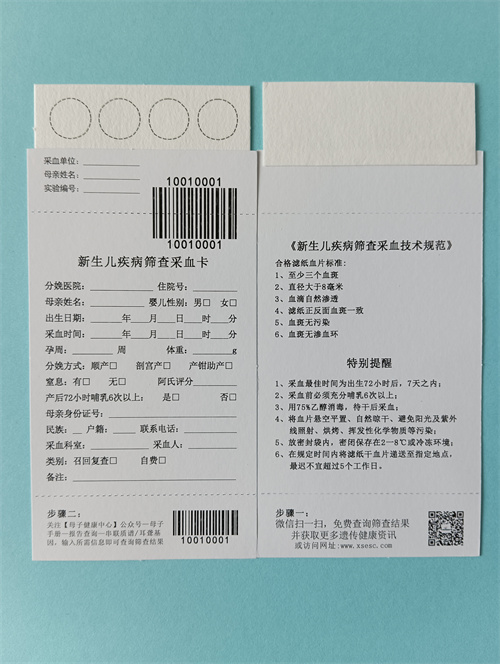 采血单位：
母亲姓名：
实验编号：
10010001
10010001
新生儿疾病筛查采血卡
分娩医院： 住院号：
母亲姓名： 婴儿性别：男□ 女□
出生日期： 年 月 日 时 分
采血时间： 年 月 日 时 分
孕周： 周 体重： g
分娩方式：顺产□ 剖宫产□ 产钳助产□
窒息：有□ 无□ 阿氏评分
产后72小时哺乳6次以上： 是□ 否□
母亲身份证号：
民族： 户籍： 联系电话：
采血科室： 采血人：
类别：召回复查□ 自费□
备注：
步骤二：
关注【母子健康中心】公众号—母子
手册—报告查询—串联质谱/耳聋基
因，输入所需信息即可查询筛查结果
10010001
《新生儿疾病筛查采血技术规范》
合格滤纸血片标准：
1、至少三个血斑
2、直径大于8毫米
3、血滴自然渗透
4、滤纸正反面血斑一致
5、血斑无污染
6、血斑无渗血环
特别提醒
1、采血最佳时间为出生72小时后，7天之内；
2、采血前必须充分哺乳6次以上；
3、用75%乙醇消毒，待干后采血；
4、将血片悬空平置、自然晾干、避免阳光及紫外
线照射、烘烤、挥发性化学物质等污染；
5、放密封袋内，密闭保存在2—8℃或冷冻环境；
6、在规定时间内将滤纸干血片递送至指定地点，
最迟不宜超过5个工作日。
步骤一：
微信扫一扫，免费查询筛查结果
并获取更多遗传健康资讯
或访问网址:www.xsesc.com